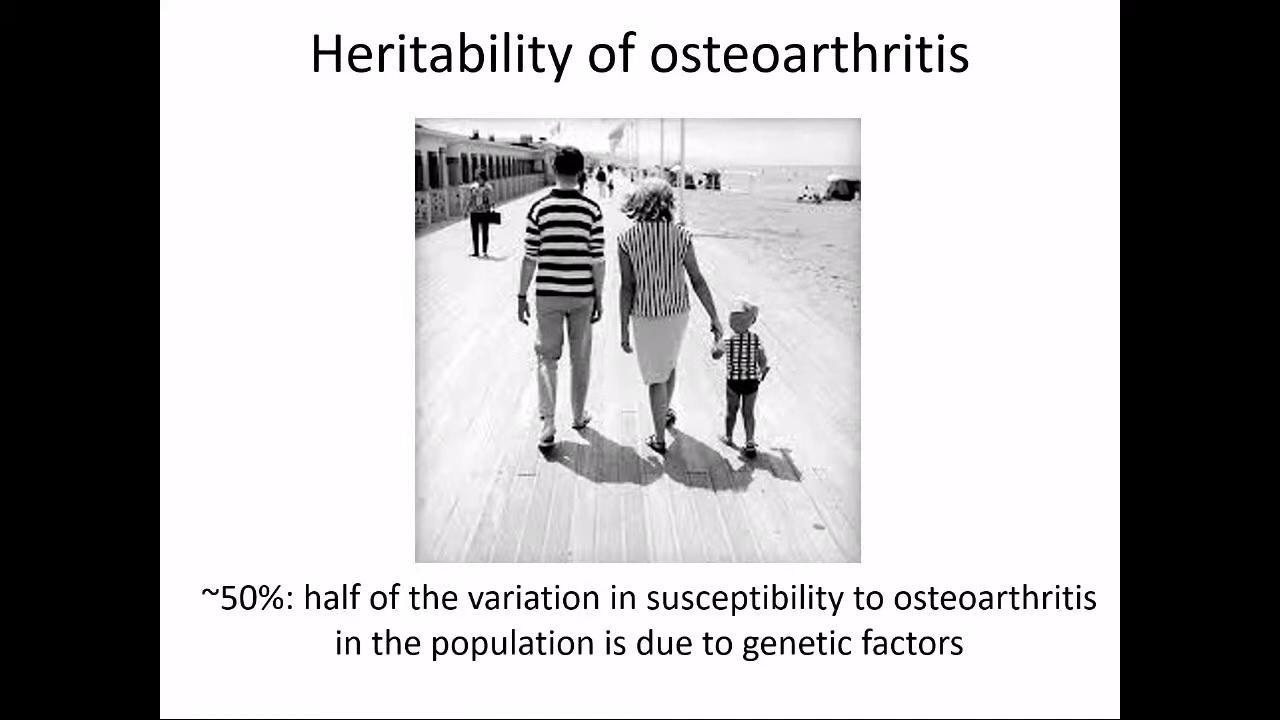 Heritability of osteoarthritis
~50%: half of the variation in susceptibility to osteoarthritis
in the population is due to genetic factors